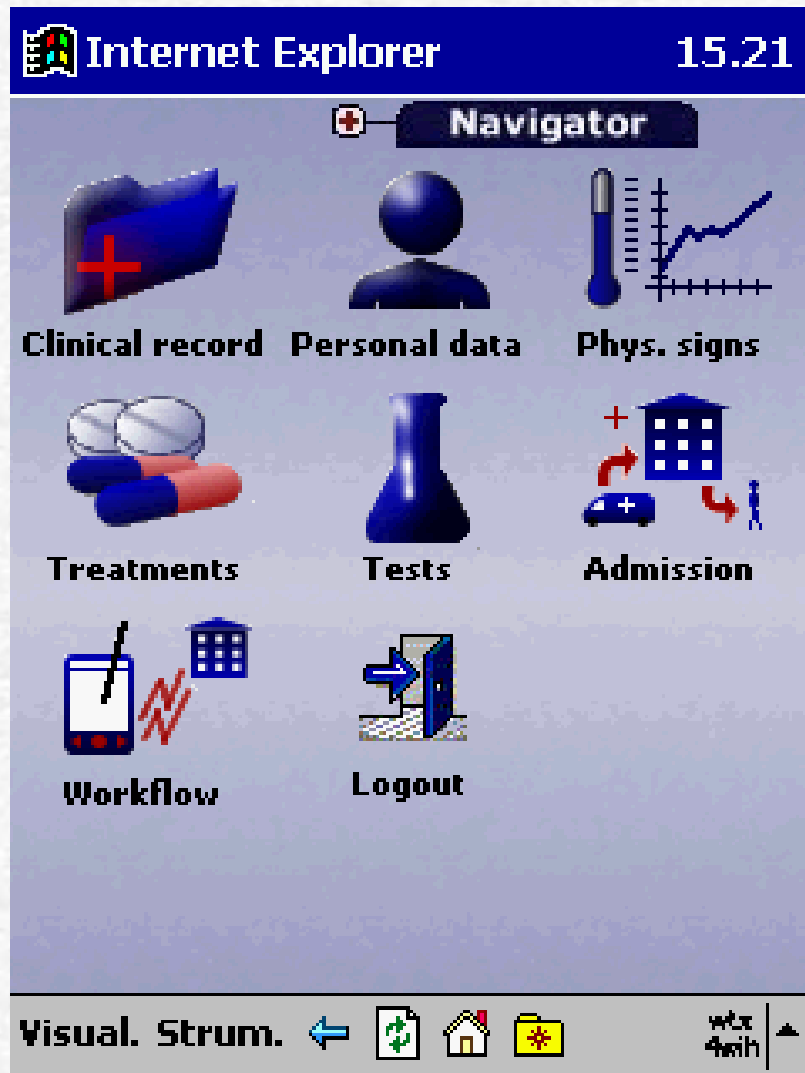 Internet Explorer 15.21
Navigator
Clinical record Personal data Phys. signs
Treatments Tests Admission
Workflow Logout
Visual. Strum.